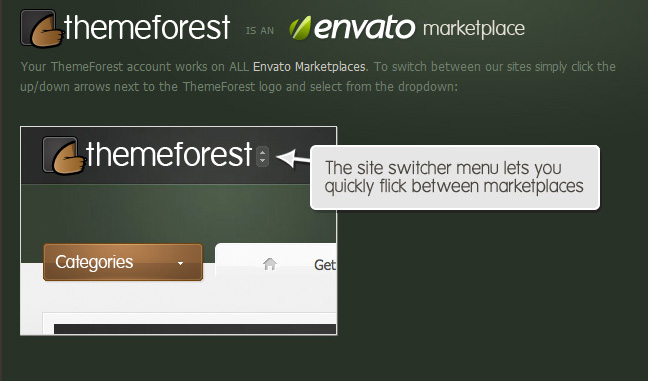 themeforest IS AN envato marketplace
Your ThemeForest account works on ALL Envato Marketplaces. To switch between our sites simply click the
up/down arrows next to the ThemeForest logo and select from the dropdown:
themeforest
The site switcher menu lets you
quickly flick between marketplaces
Categories
Get